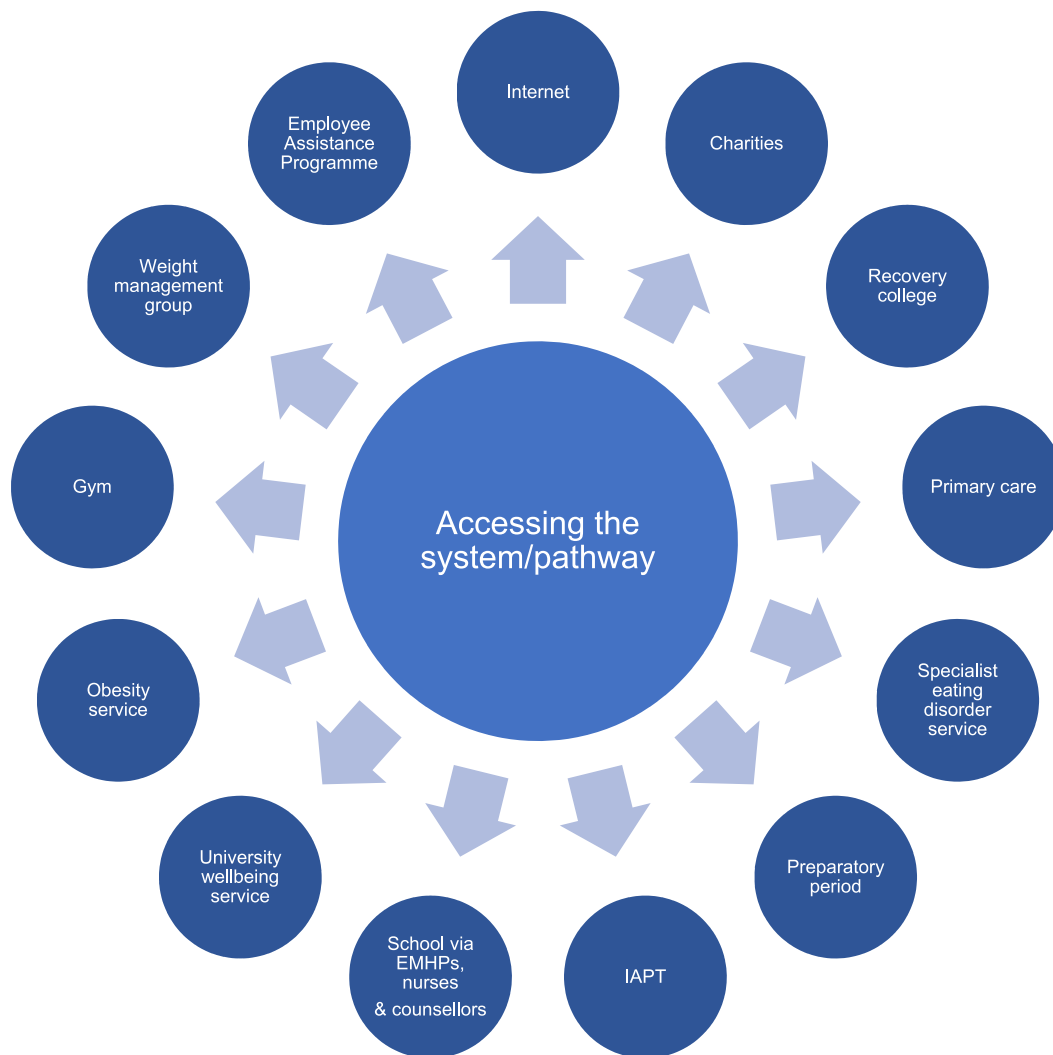 Internet
Charities
Recovery
college
Primary care
Specialist
eating
disorder
service
Preparatory
period
IAPT
School via
EMHPs,
nurses
& counsellors
University
wellbeing
service
Obesity
service
Gym
Weight
management
group
Employee
Assistance
Programme
Accessing the
system/pathway